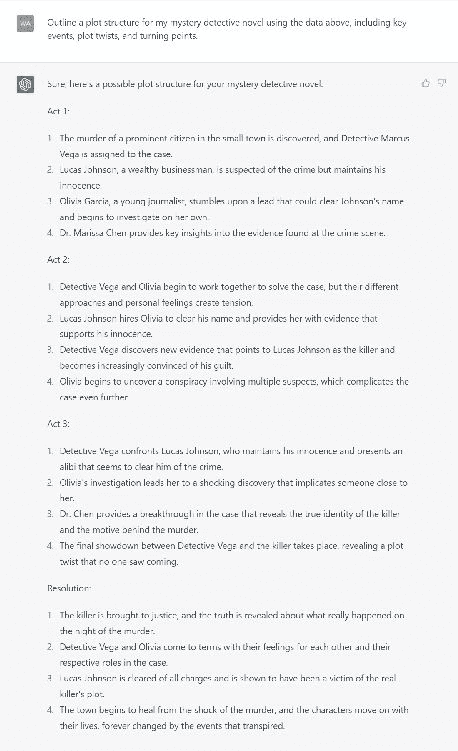 WA
Outline a plot structure for my mystery detective novel using the data above, including key
events, plot twists, and turning points.
Sure, here's a possible plot structure for your mystery detective novel.
Act 1:
1. The murder of a prominent citizen in the small town is discovered, and Detective Marcus
Vega is assigned to the case.
2. Lucas Johnson, a wealthy businessman, is suspected of the crime but maintains his
innocence.
3. Olivia Garcia, a young journalist, stumbles upon a lead that could clear Johnson's name
and begins to investigate on her own.
4. Dr. Marissa Chen provides key insights into the evidence found at the crime scene.
Act 2:
1. Detective Vega and Olivia begin to work together to solve the case, but their different
approaches and personal feelings create tension.
2. Lucas Johnson hires Olivia to clear his name and provides her with evidence that
supports his innocence.
3. Detective Vega discovers new evidence that points to Lucas Johnson as the killer and
becomes increasingly convinced of his guilt.
4. Olivia begins to uncover a conspiracy involving multiple suspects, which complicates the
case even further.
Act 3:
1. Detective Vega confronts Lucas Johnson, who maintains his innocence and presents an
alibi that seems to clear him of the crime.
2. Olivia's investigation leads her to a shocking discovery that implicates someone close to
her.
3. Dr. Chen provides a breakthrough in the case that reveals the true identity of the killer
and the motive behind the murder.
4. The final showdown between Detective Vega and the killer takes place, revealing a plot
twist that no one saw coming.
Resolution:
1. The killer is brought to justice, and the truth is revealed about what really happened on
the night of the murder.
2. Detective Vega and Olivia come to terms with their feelings for each other and their
respective roles in the case.
3. Lucas Johnson is cleared of all charges and is shown to have been a victim of the real
killer's plot.
4. The town begins to heal from the shock of the murder, and the characters move on with
their lives, forever changed by the events that transpired.